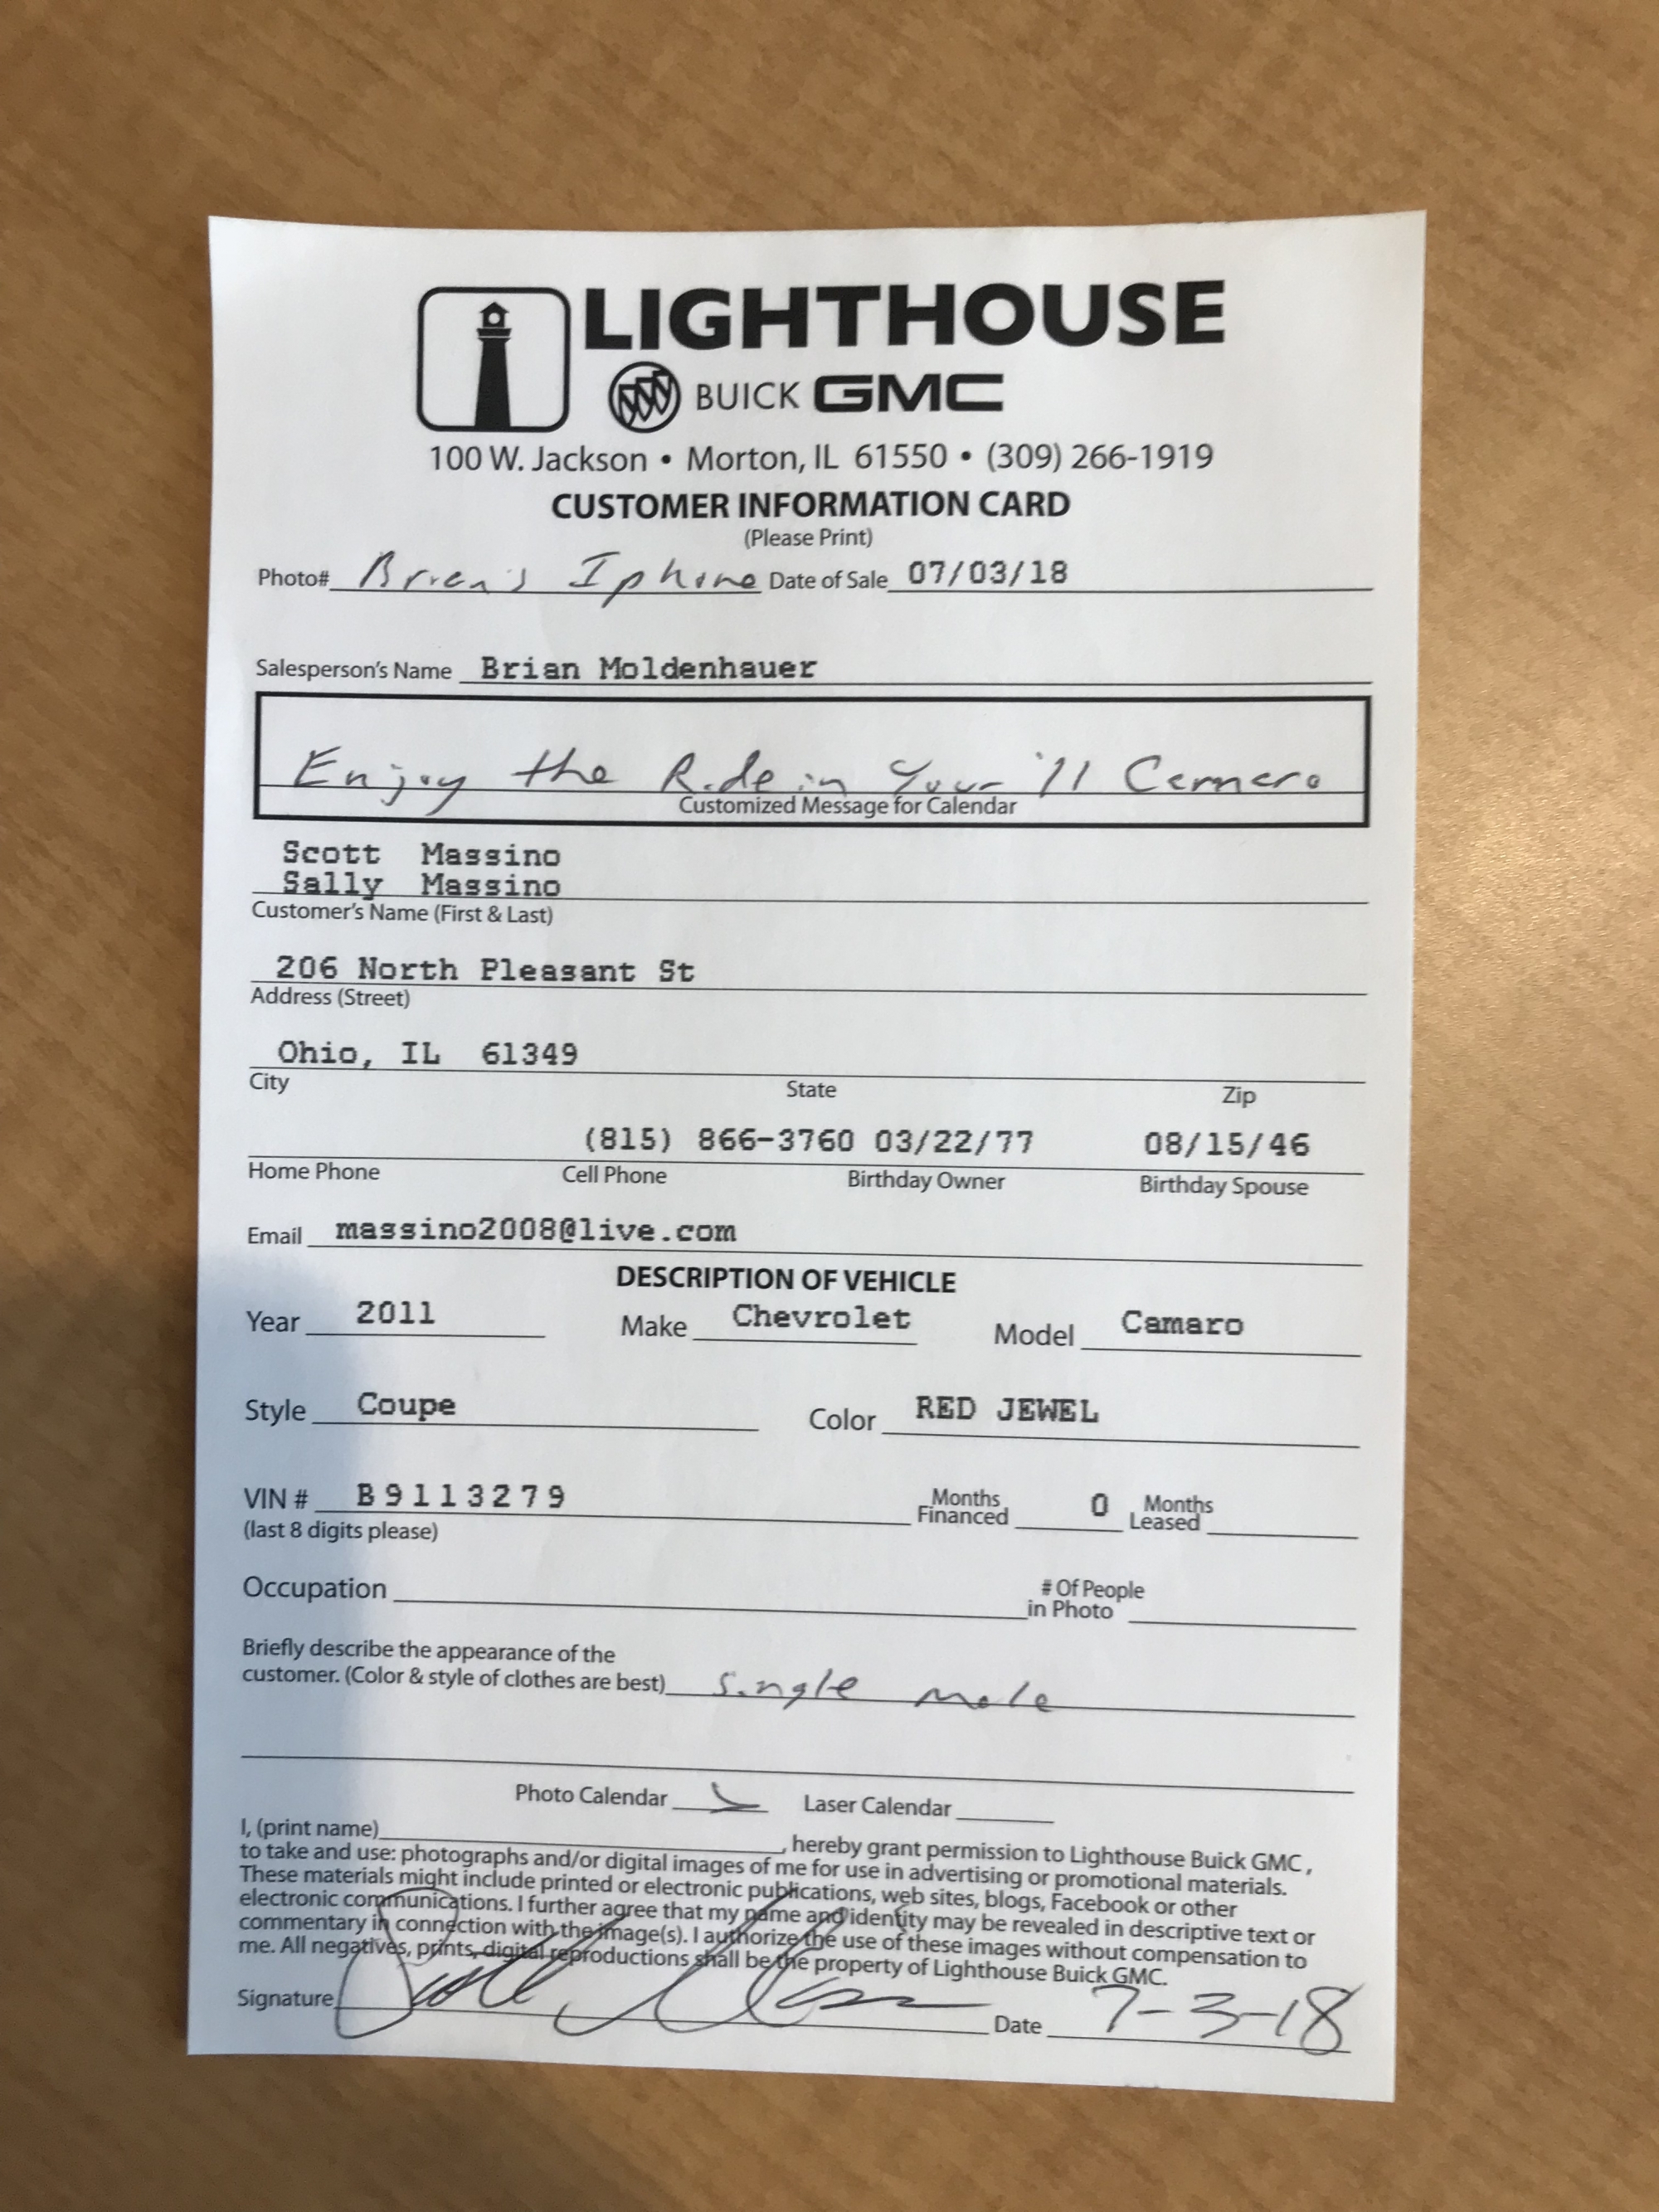 LIGHTHOUSE
BUICK GMC
100 W. Jackson • Morton, IL 61550 • (309) 266-1919
CUSTOMER INFORMATION CARD
(Please Print)
Photo# Brian's Iphone Date of Sale 07/03/18
Salesperson's Name Brian Moldenhauer
Enjoy the Ride in Your '11 Camaro
Customized Message for Calendar
Scott Massino
Sally Massino
Customer's Name (First & Last)
206 North Pleasant St
Address (Street)
Ohio, IL 61349
City State Zip
(815) 866-3760 03/22/77 08/15/46
Home Phone Cell Phone Birthday Owner Birthday Spouse
Email massino2008@live.com
DESCRIPTION OF VEHICLE
Year 2011 Make Chevrolet Model Camaro
Style Coupe Color RED JEWEL
VIN # B9113279 Months Financed 0 Months Leased
(last 8 digits please)
Occupation # Of People in Photo
Briefly describe the appearance of the
customer. (Color & style of clothes are best) Single Male
Photo Calendar Laser Calendar
I, (print name) , hereby grant permission to Lighthouse Buick GMC,
to take and use: photographs and/or digital images of me for use in advertising or promotional materials.
These materials might include printed or electronic publications, web sites, blogs, Facebook or other
electronic communications. I further agree that my name and identity may be revealed in descriptive text or
commentary in connection with the image(s). I authorize the use of these images without compensation to
me. All negatives, prints, digital reproductions shall be the property of Lighthouse Buick GMC.
Signature Date 7-3-18